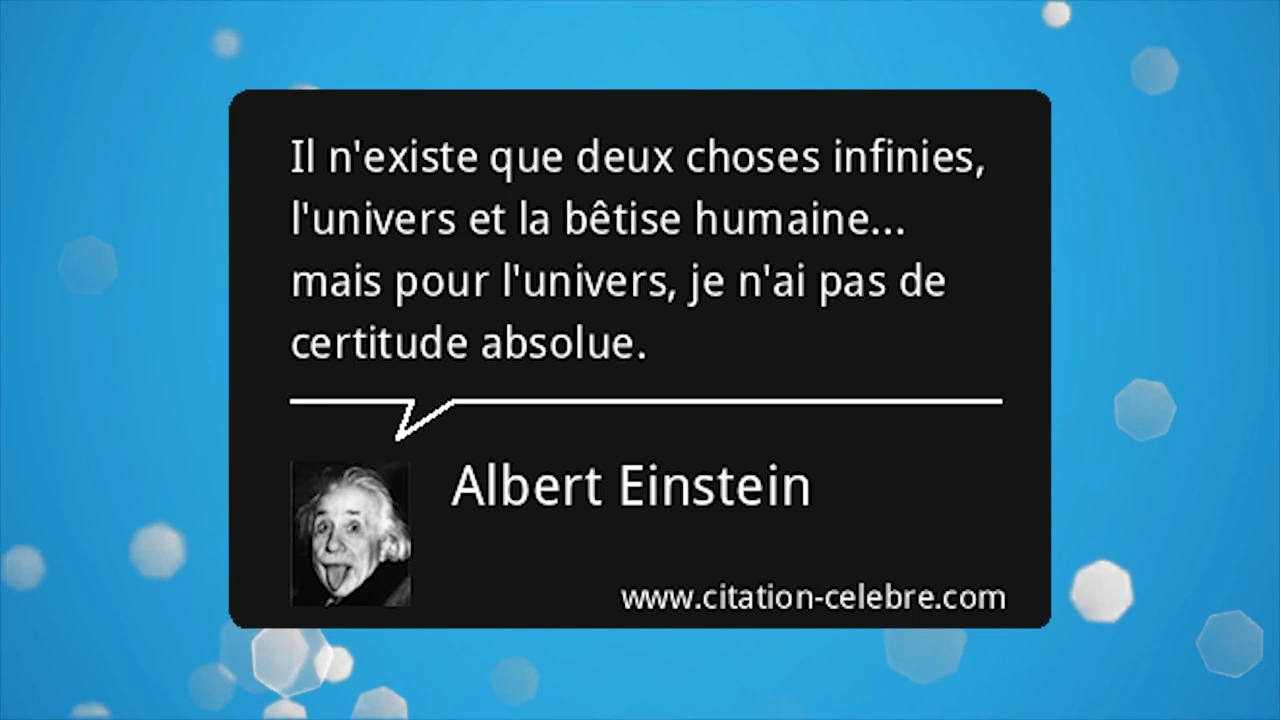 Il n'existe que deux choses infinies,
l'univers et la bêtise humaine...
mais pour l'univers, je n'ai pas de
certitude absolue.
Albert Einstein
www.citation-celebre.com